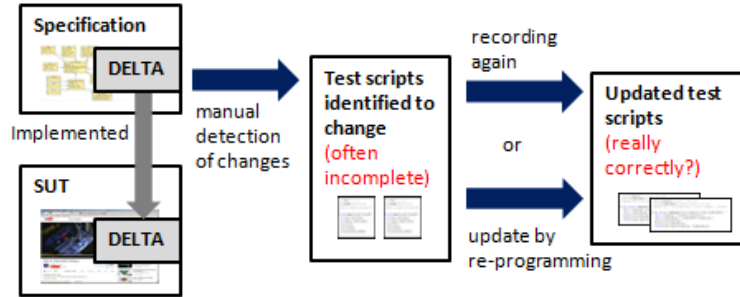 Specification
DELTA
Implemented
SUT
DELTA
manual
detection
of changes
Test scripts
identified to
change
(often
incomplete)
recording
again
or
update by
re-programming
Updated test
scripts
(really
correctly?)